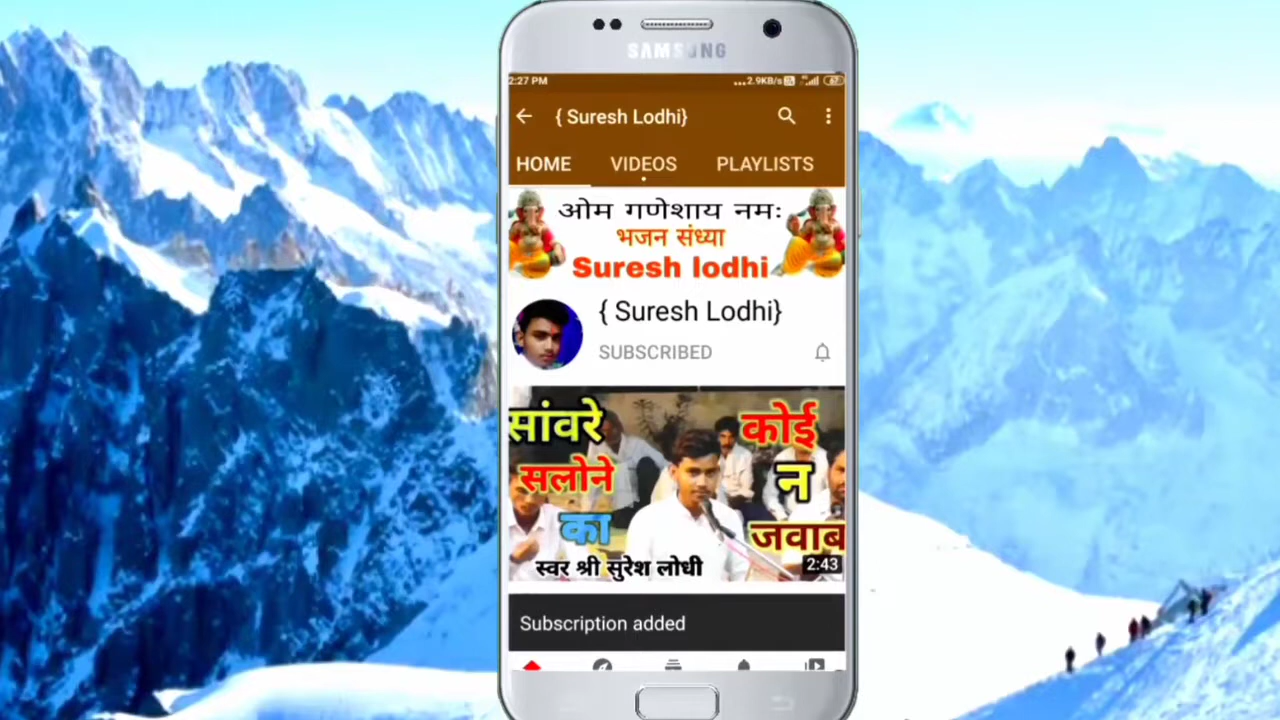 SAMSUNG
2:27 PM
...2.9KB/s
67
{ Suresh Lodhi}
HOME VIDEOS PLAYLISTS
ओम गणेशाय नमः
भजन संध्या
Suresh lodhi
{ Suresh Lodhi}
SUBSCRIBED
सांवरे कोई
सलोने न
का जवाब
स्वर श्री सुरेश लोधी
2:43
Subscription added